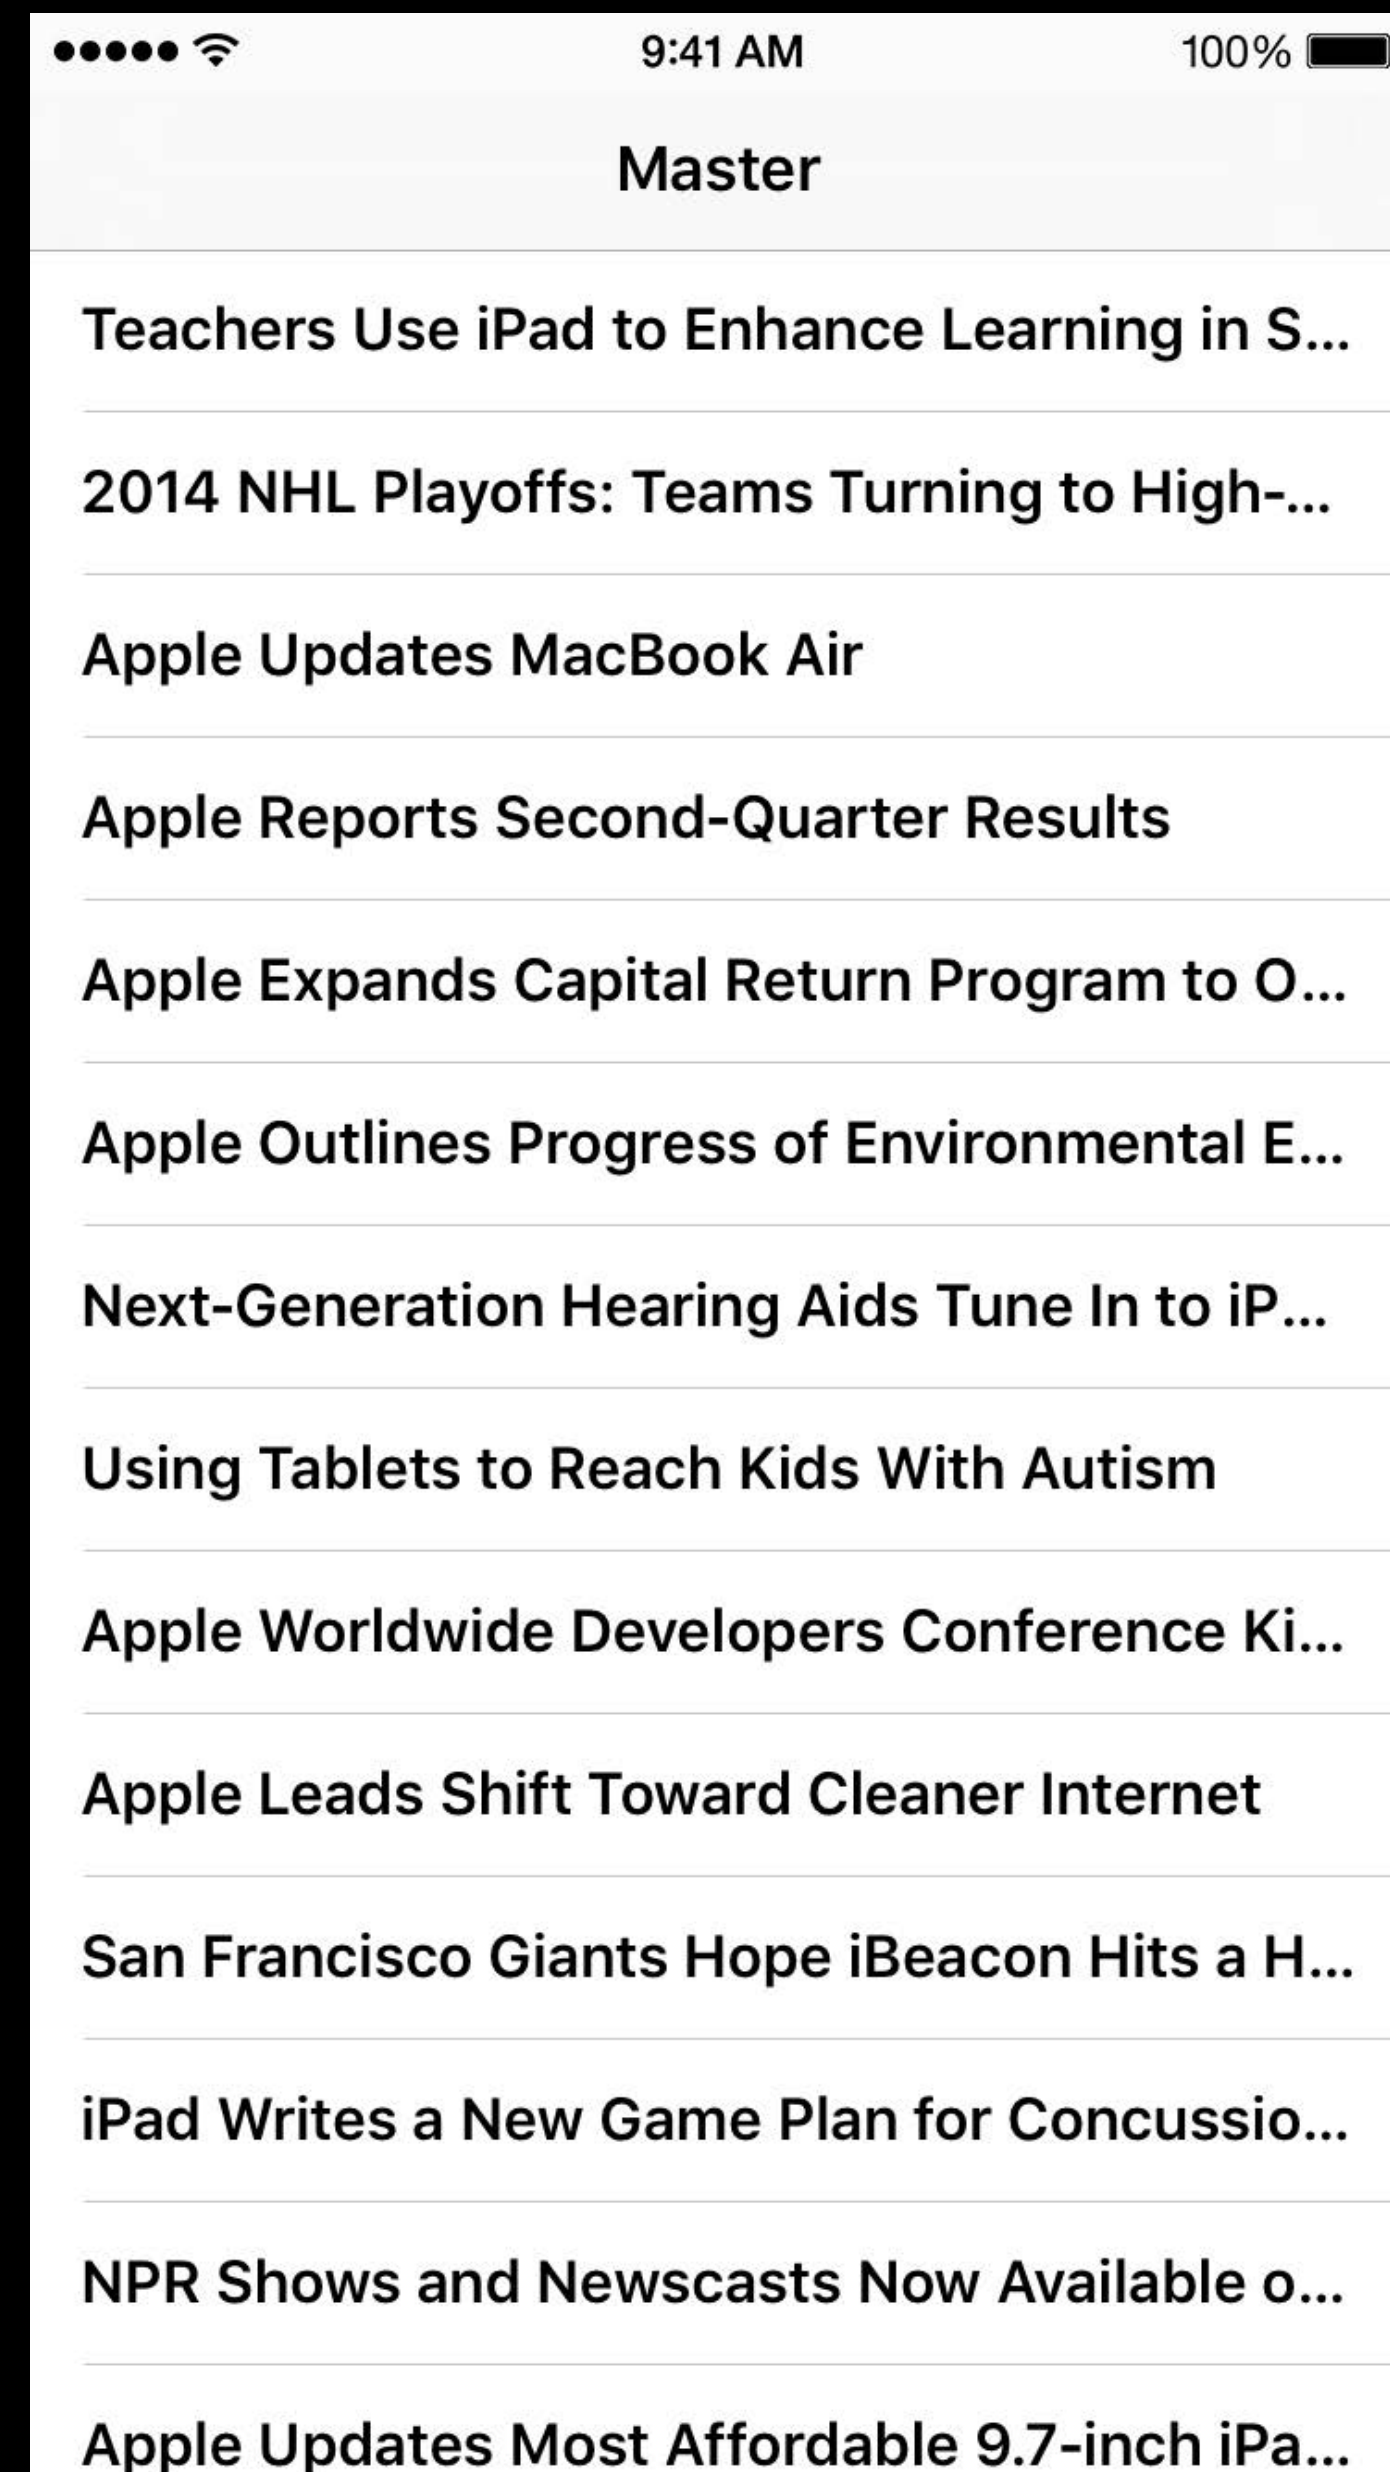 9:41 AM 100%
Master
Teachers Use iPad to Enhance Learning in S...
2014 NHL Playoffs: Teams Turning to High-...
Apple Updates MacBook Air
Apple Reports Second-Quarter Results
Apple Expands Capital Return Program to O...
Apple Outlines Progress of Environmental E...
Next-Generation Hearing Aids Tune In to iP...
Using Tablets to Reach Kids With Autism
Apple Worldwide Developers Conference Ki...
Apple Leads Shift Toward Cleaner Internet
San Francisco Giants Hope iBeacon Hits a H...
iPad Writes a New Game Plan for Concussio...
NPR Shows and Newscasts Now Available o...
Apple Updates Most Affordable 9.7-inch iPa...